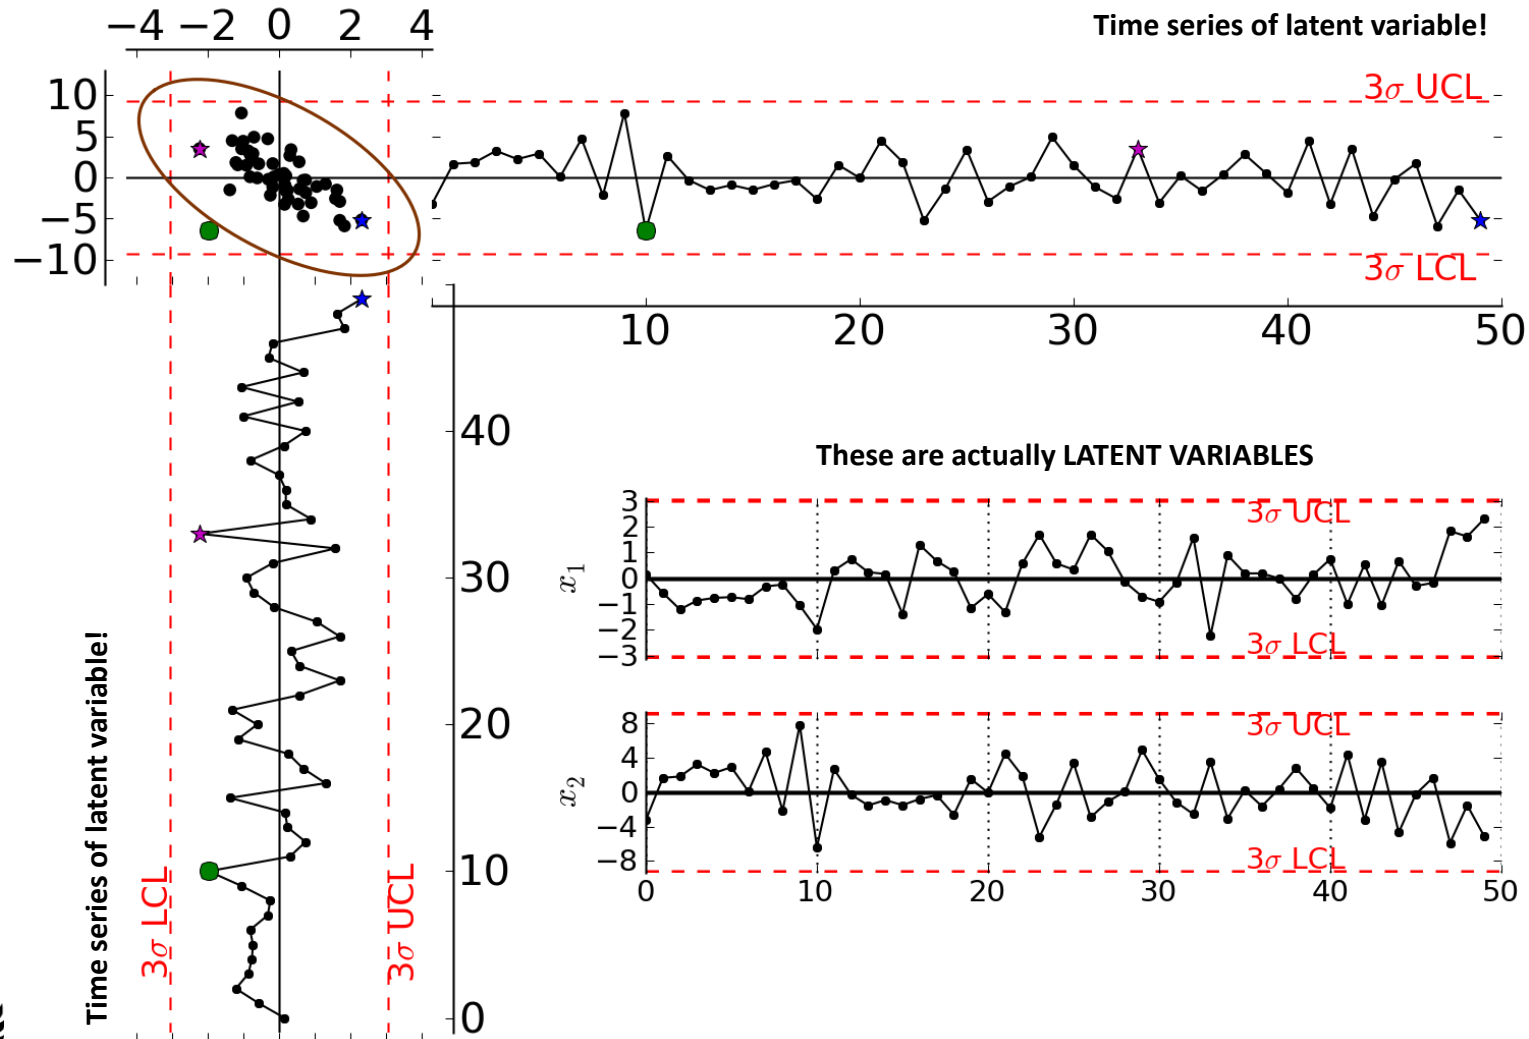 −4 −2 0 2 4
Time series of latent variable!
10
5
0
−5
−10
3σ UCL
3σ LCL
10 20 30 40 50
40
30
20
10
0
Time series of latent variable!
3σ LCL
3σ UCL
These are actually LATENT VARIABLES
3
2
1
0
−1
−2
−3
x1
3σ UCL
3σ LCL
8
4
0
−4
−8
x2
3σ UCL
3σ LCL
0 10 20 30 40 50